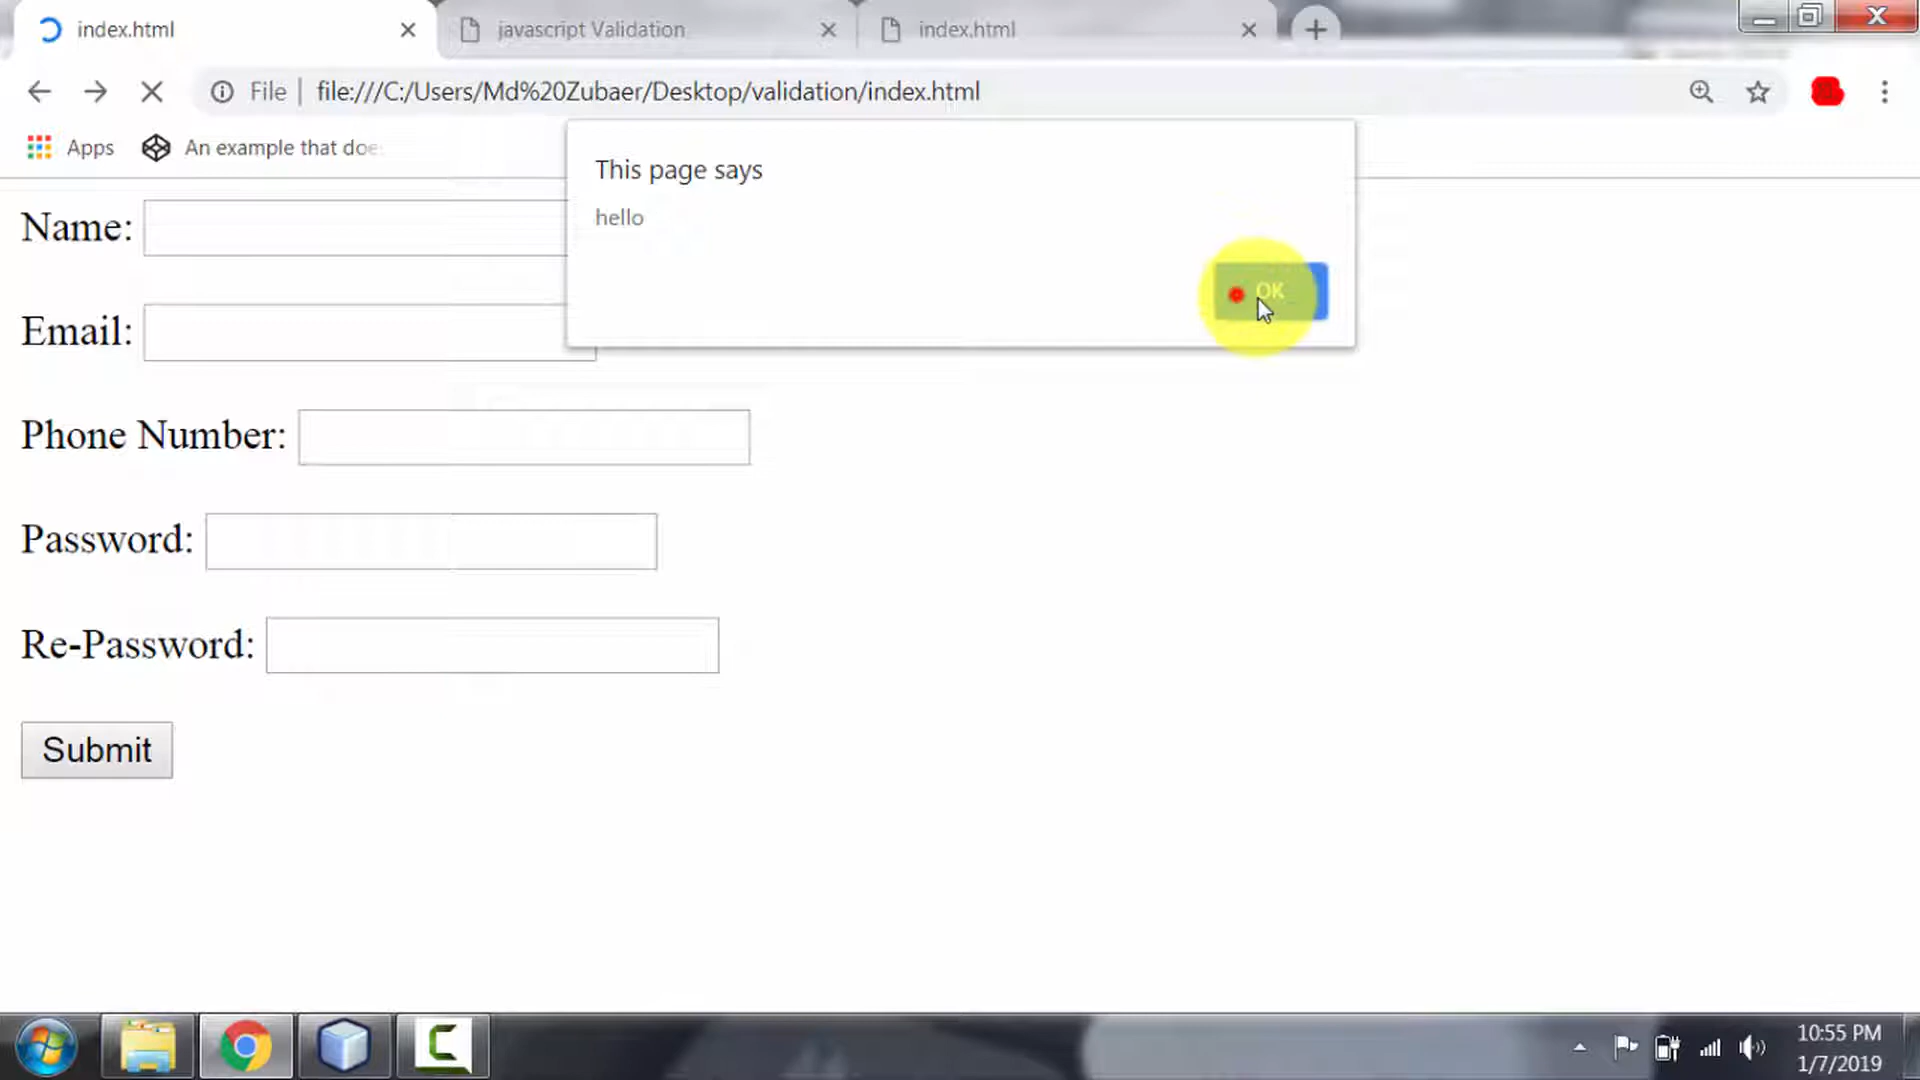 index.html
javascript Validation
index.html
File
file:///C:/Users/Md%20Zubaer/Desktop/validation/index.html
Apps
An example that doe
This page says
hello
OK
Name:
Email:
Phone Number:
Password:
Re-Password:
Submit
10:55 PM
1/7/2019